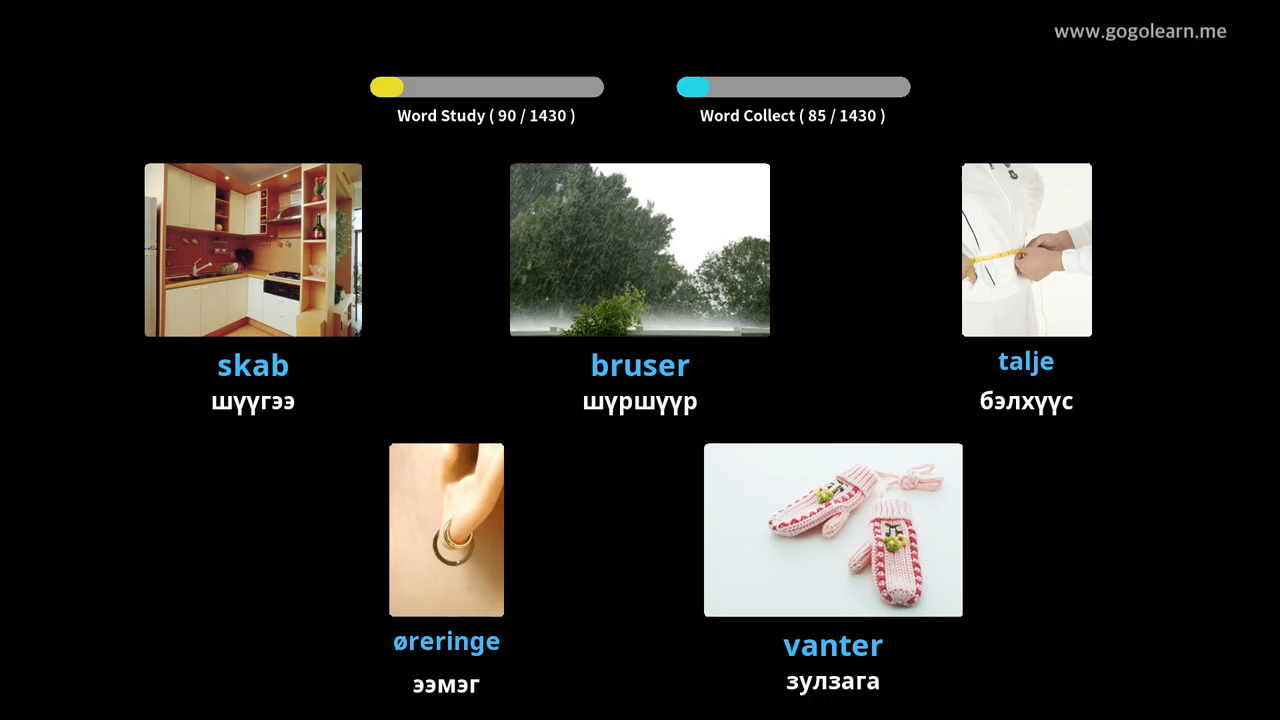 www.gogolearn.me
Word Study ( 90 / 1430 )
Word Collect ( 85 / 1430 )
skab
шүүгээ
bruser
шүршүүр
talje
бэлхүүс
øreringe
ээмэг
vanter
зулзага